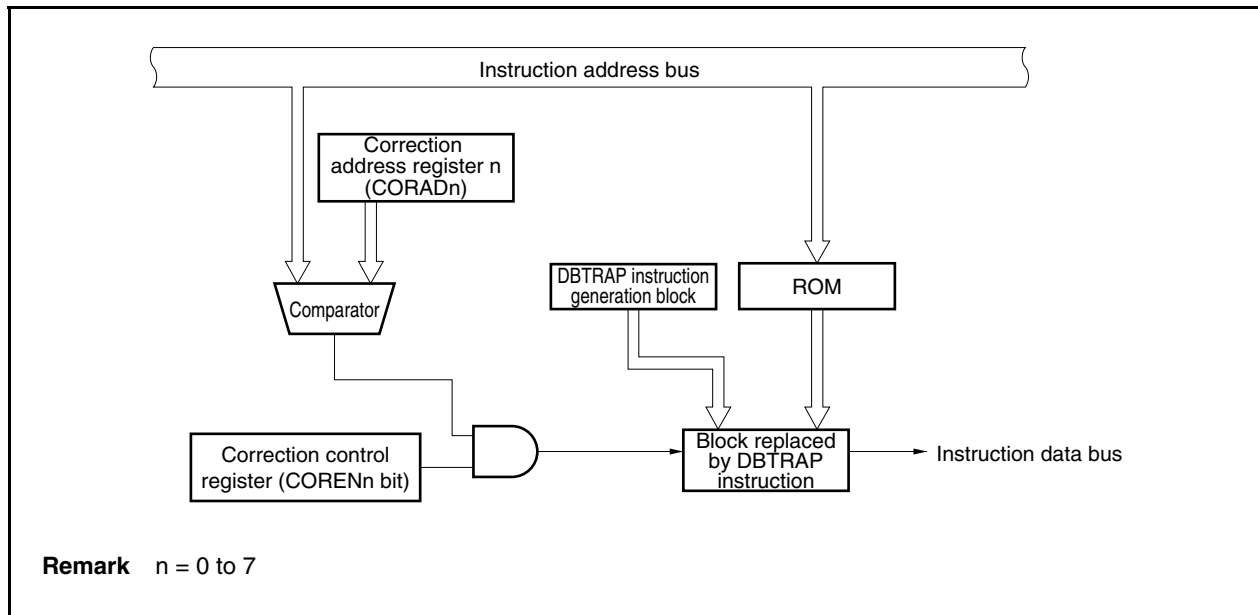 Instruction address bus
Correction
address register n
(CORADn)
Comparator
DBTRAP instruction
generation block
ROM
Correction control
register (CORENn bit)
Block replaced
by DBTRAP
instruction
Instruction data bus
Remark n = 0 to 7